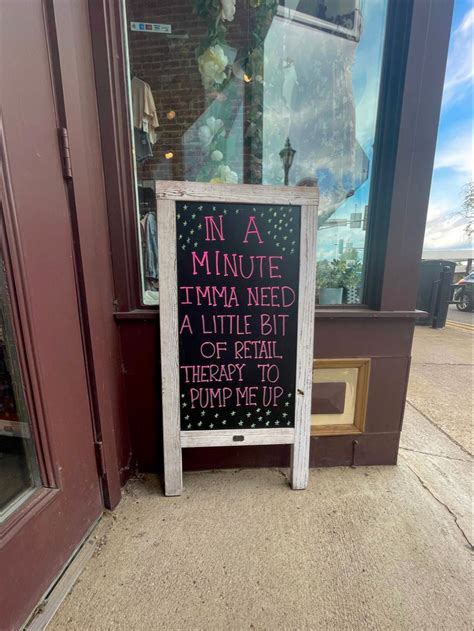 IN A
MINUTE
IMMA NEED
A LITTLE BIT
OF RETAIL
THERAPY TO
PUMP ME UP